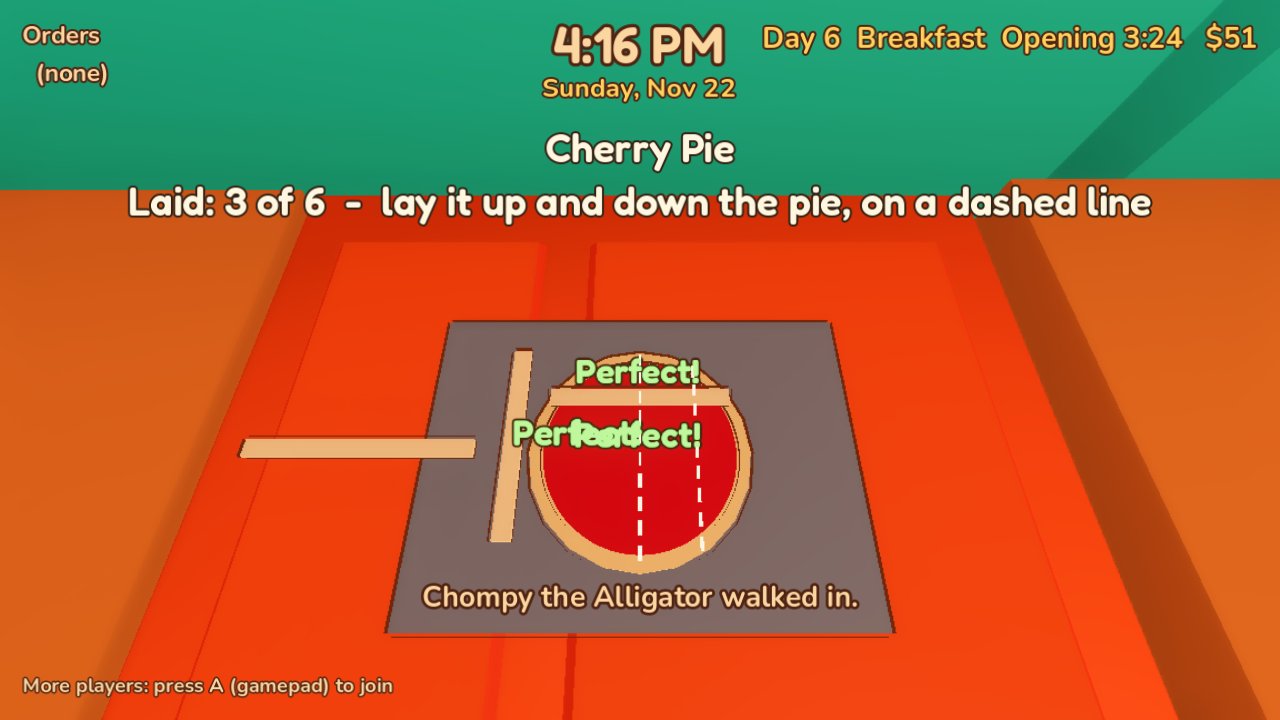 Orders
(none)
4:16 PM
Sunday, Nov 22
Day 6 Breakfast Opening 3:24 $51
Cherry Pie
Laid: 3 of 6 - lay it up and down the pie, on a dashed line
Perfect!
Perfect!
Perfect!
Chompy the Alligator walked in.
More players: press A (gamepad) to join